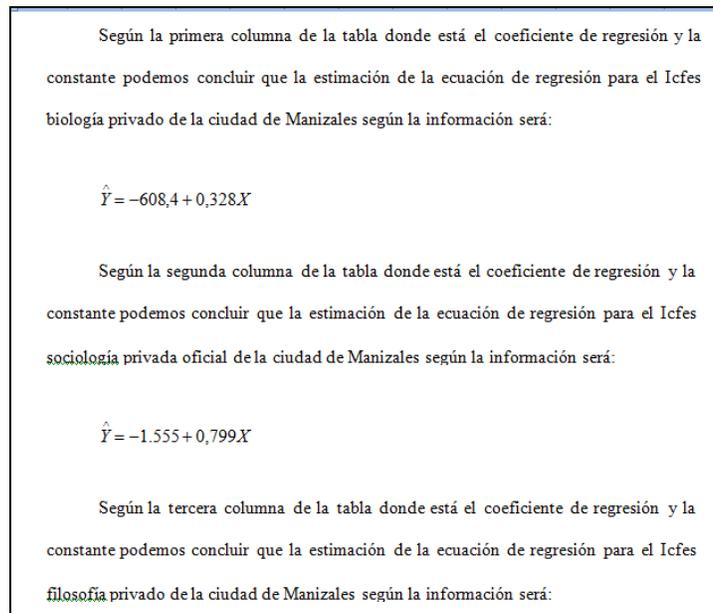 Según la primera columna de la tabla donde está el coeficiente de regresión y la
constante podemos concluir que la estimación de la ecuación de regresión para el Icfes
biología privado de la ciudad de Manizales según la información será:
Ŷ = −608,4 + 0,328X
Según la segunda columna de la tabla donde está el coeficiente de regresión y la
constante podemos concluir que la estimación de la ecuación de regresión para el Icfes
sociología privada oficial de la ciudad de Manizales según la información será:
Ŷ = −1.555 + 0,799X
Según la tercera columna de la tabla donde está el coeficiente de regresión y la
constante podemos concluir que la estimación de la ecuación de regresión para el Icfes
filosofía privado de la ciudad de Manizales según la información será: